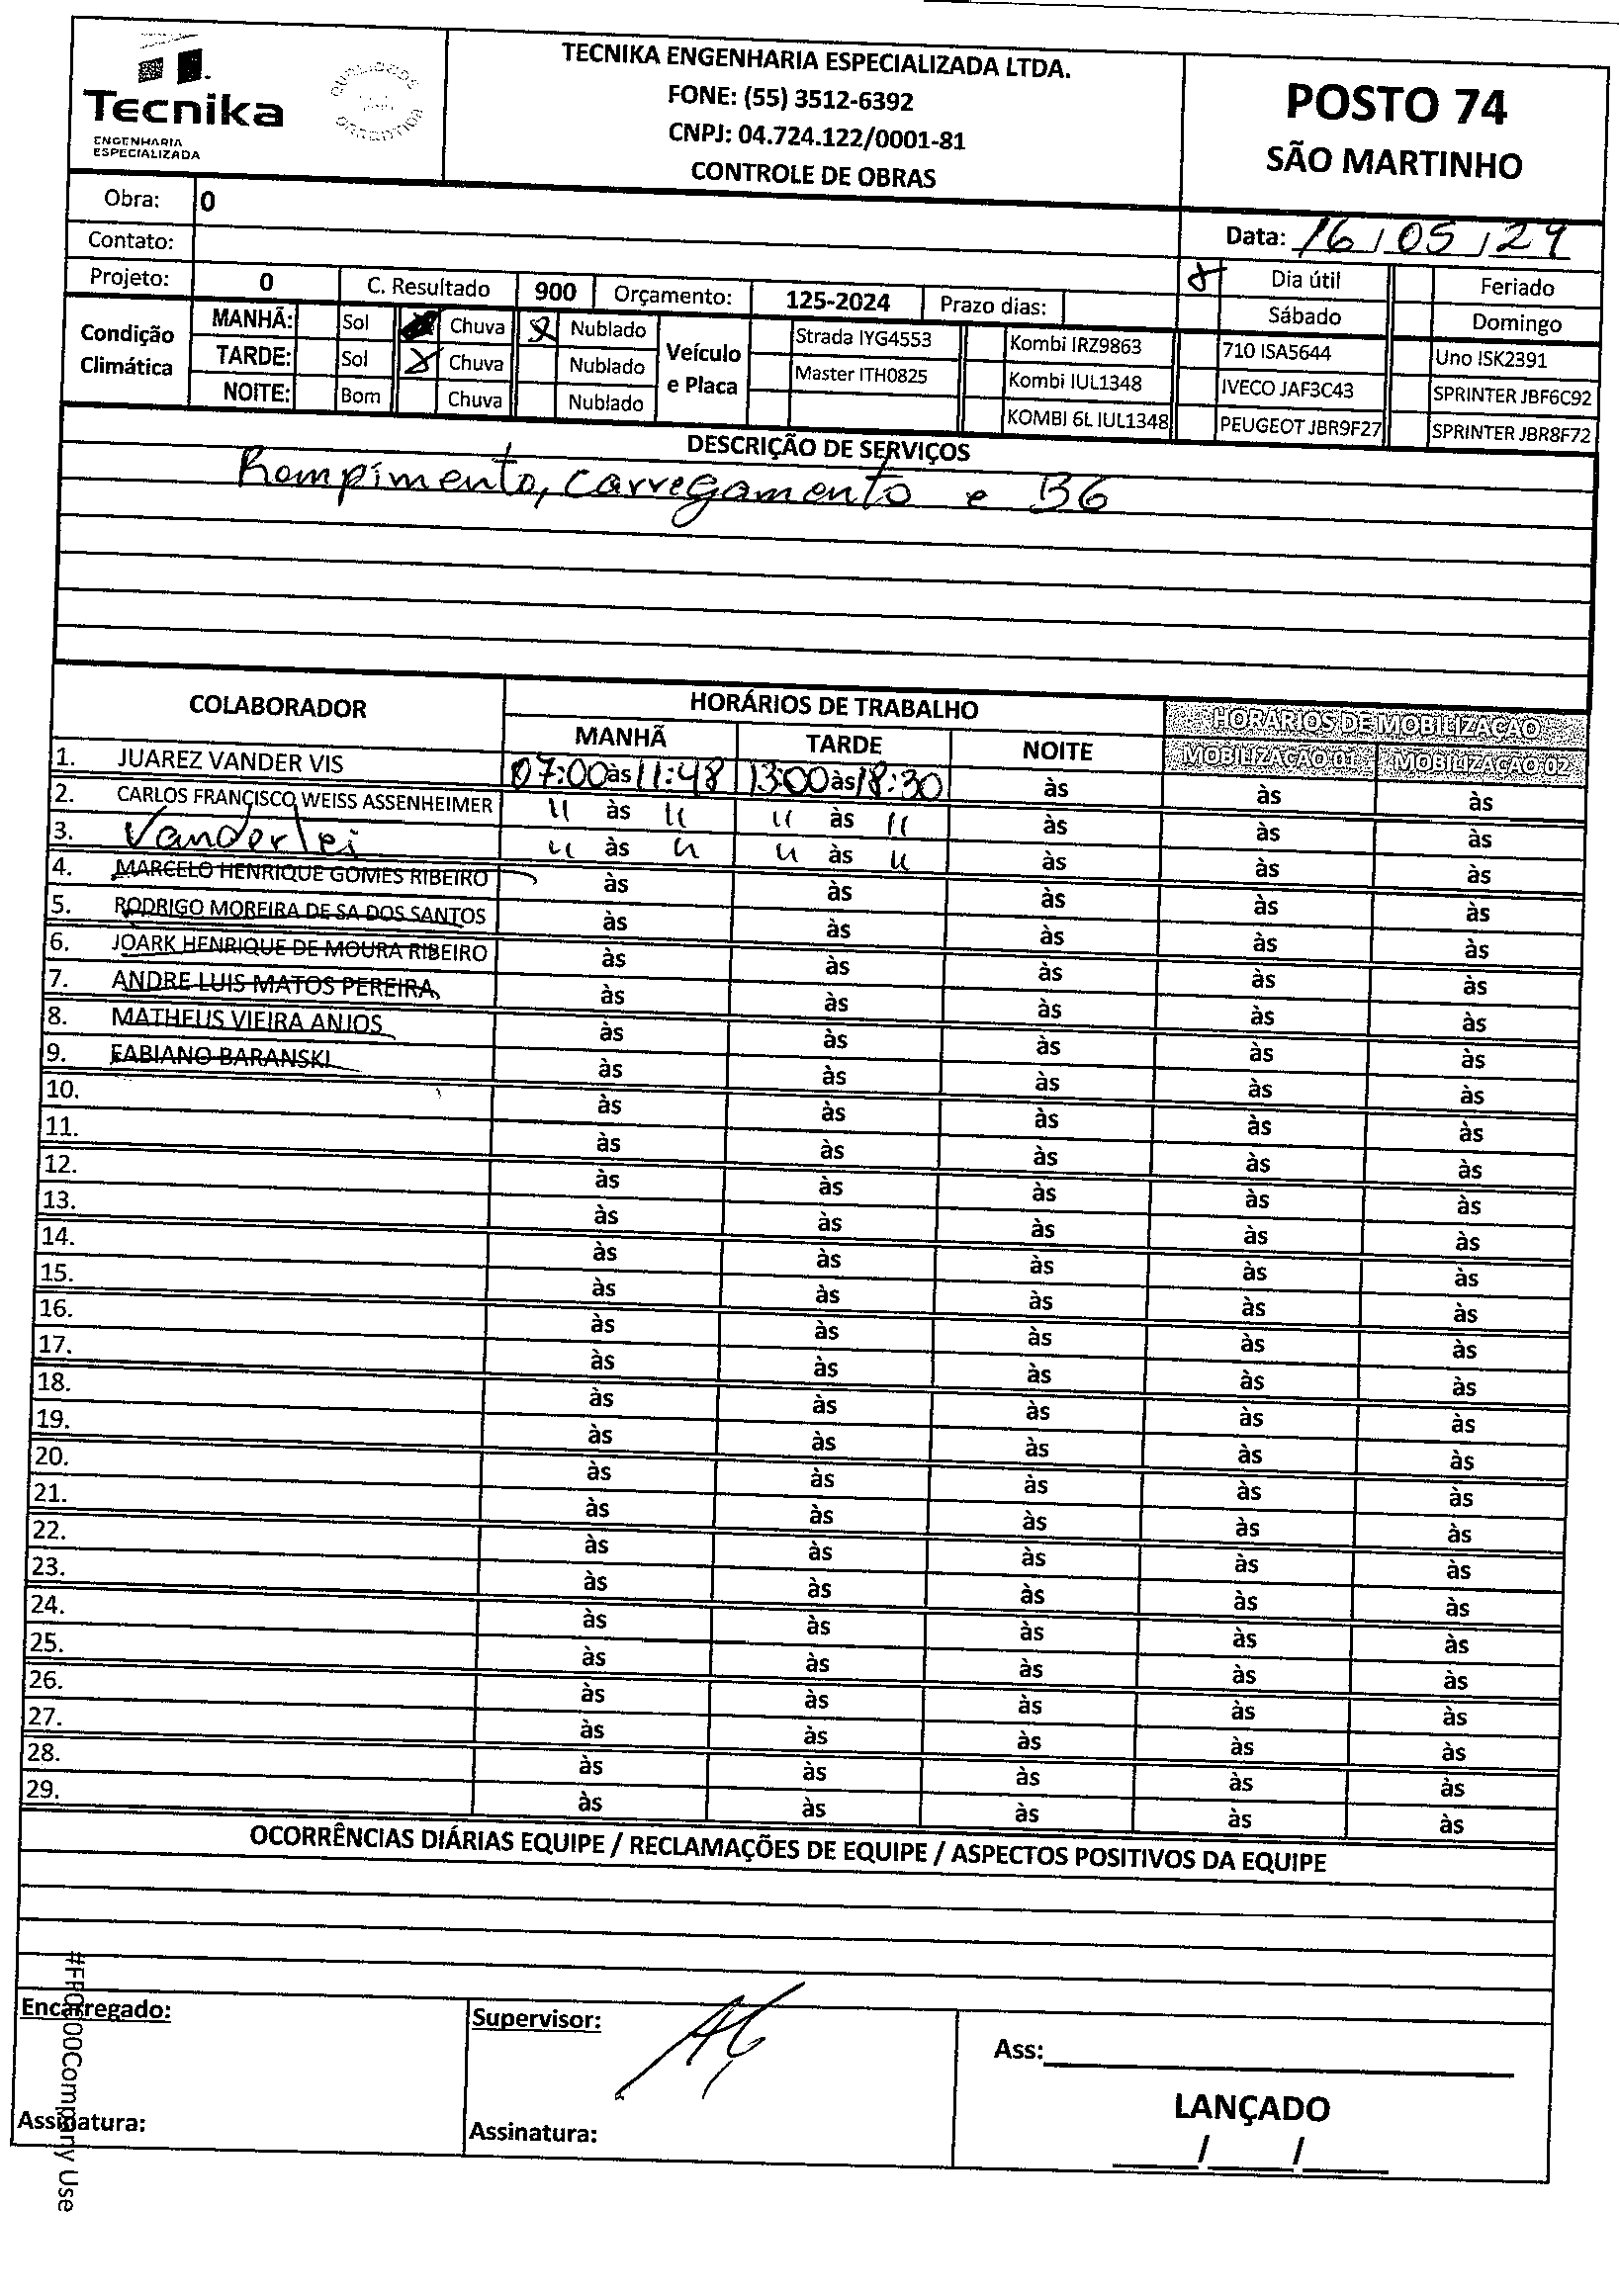 Tecnika
ENGENHARIA
ESPECIALIZADA
TECNIKA ENGENHARIA ESPECIALIZADA LTDA.
FONE: (55) 3512-6392
CNPJ: 04.724.122/0001-81
CONTROLE DE OBRAS
POSTO 74
SÃO MARTINHO
Obra: 0
Contato:
Data: 16/05/24
Projeto: 0 C. Resultado 900 Orçamento: 125-2024 Prazo dias:
Dia útil Feriado
Sábado Domingo
Condição Climática
MANHÃ: Sol Chuva Nublado
TARDE: Sol Chuva Nublado
NOITE: Bom Chuva Nublado
Veículo e Placa
Strada IYG4553 Kombi IRZ9863 710 ISA5644 Uno ISK2391
Master ITH0825 Kombi IUL1348 IVECO JAF3C43 SPRINTER JBF6C92
KOMBI 6L IUL1348 PEUGEOT JBR9F27 SPRINTER JBR8F72
DESCRIÇÃO DE SERVIÇOS
Rompimento, carregamento e B6
COLABORADOR HORÁRIOS DE TRABALHO HORÁRIOS DE MOBILIZAÇÃO
MANHÃ TARDE NOITE MOBILIZAÇÃO 01 MOBILIZAÇÃO 02
1. JUAREZ VANDER VIS 07:00 às 11:48 13:00 às 18:30 às às às
2. CARLOS FRANCISCO WEISS ASSENHEIMER " às " " às " às às às
3. Vanderlei " às " " às " às às às
4. MARCELO HENRIQUE GOMES RIBEIRO às às às às às
5. RODRIGO MOREIRA DE SA DOS SANTOS às às às às às
6. JOARK HENRIQUE DE MOURA RIBEIRO às às às às às
7. ANDRE LUIS MATOS PEREIRA às às às às às
8. MATHEUS VIEIRA ANJOS às às às às às
9. FABIANO BARANSKI às às às às às
10. às às às às às
11. às às às às às
12. às às às às às
13. às às às às às
14. às às às às às
15. às às às às às
16. às às às às às
17. às às às às às
18. às às às às às
19. às às às às às
20. às às às às às
21. às às às às às
22. às às às às às
23. às às às às às
24. às às às às às
25. às às às às às
26. às às às às às
27. às às às às às
28. às às às às às
29. às às às às às
OCORRÊNCIAS DIÁRIAS EQUIPE / RECLAMAÇÕES DE EQUIPE / ASPECTOS POSITIVOS DA EQUIPE
Encarregado:
Assinatura:
Supervisor:
Assinatura:
Ass:
LANÇADO
/ /
Company Use